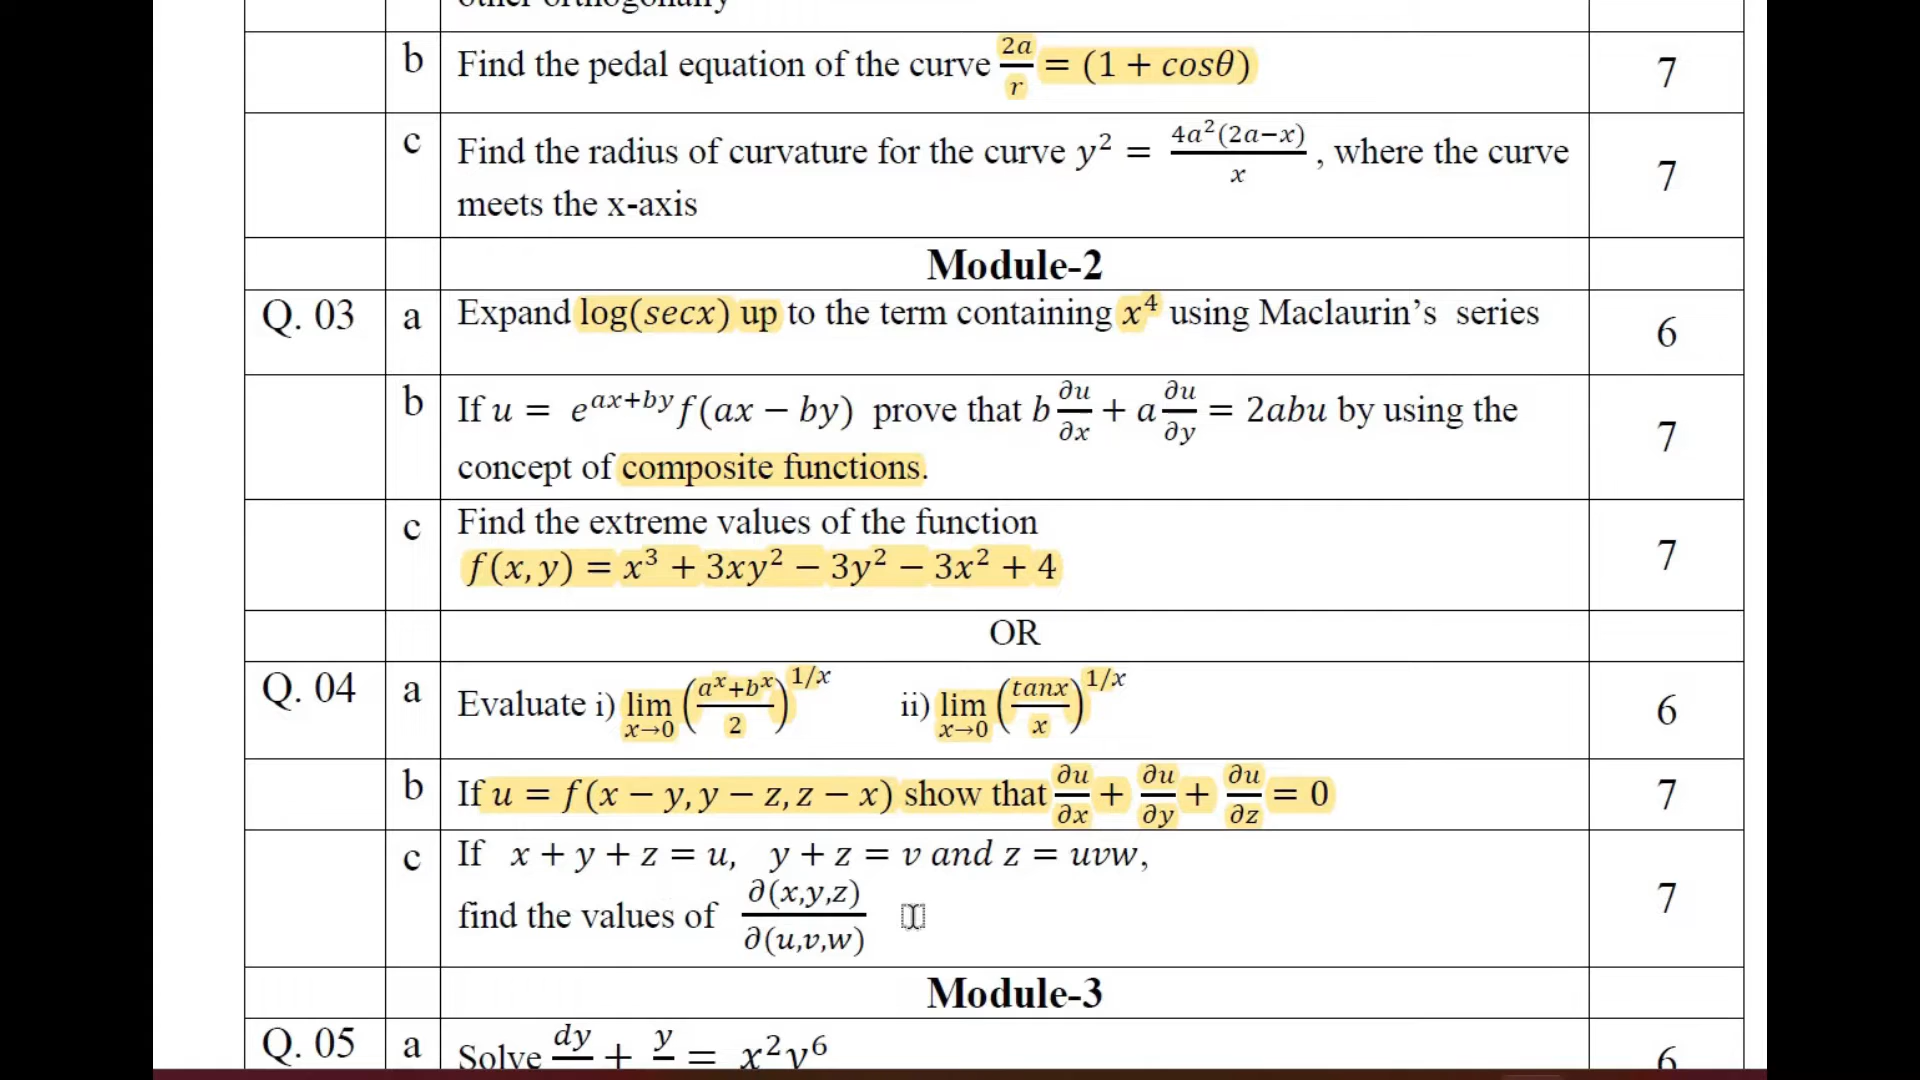 other orthogonally
b Find the pedal equation of the curve 2a/r = (1 + cosθ) 7
c Find the radius of curvature for the curve y² = 4a²(2a−x)/x , where the curve 7
meets the x-axis
Module-2
Q. 03 a Expand log(secx) up to the term containing x⁴ using Maclaurin’s series 6
b If u = e^(ax+by) f(ax − by) prove that b ∂u/∂x + a ∂u/∂y = 2abu by using the 7
concept of composite functions.
c Find the extreme values of the function 7
f(x, y) = x³ + 3xy² − 3y² − 3x² + 4
OR
Q. 04 a Evaluate i) lim x→0 ((a^x+b^x)/2)^(1/x) ii) lim x→0 (tanx/x)^(1/x) 6
b If u = f(x − y, y − z, z − x) show that ∂u/∂x + ∂u/∂y + ∂u/∂z = 0 7
c If x + y + z = u, y + z = v and z = uvw, 7
find the values of ∂(x,y,z)/∂(u,v,w)
Module-3
Q. 05 a Solve dy + y = x²y⁶ 6